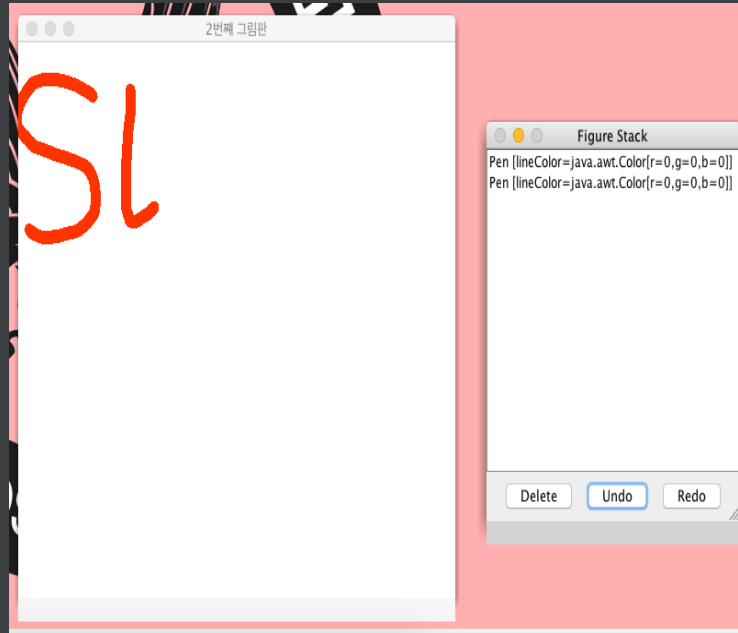 2번째 그림판
Sl
Figure Stack
Pen [lineColor=java.awt.Color[r=0,g=0,b=0]]
Pen [lineColor=java.awt.Color[r=0,g=0,b=0]]
Delete Undo Redo